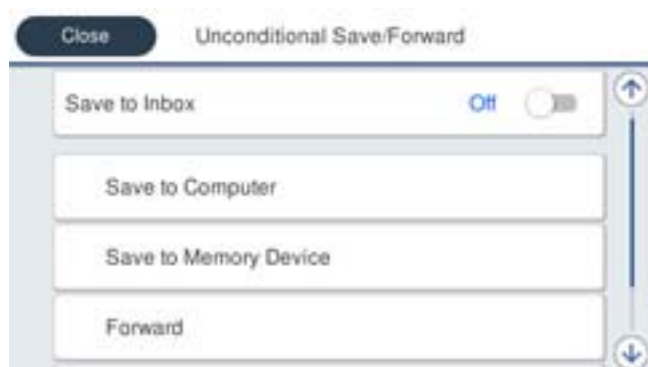 Close
Unconditional Save/Forward
Save to Inbox
Off
Save to Computer
Save to Memory Device
Forward